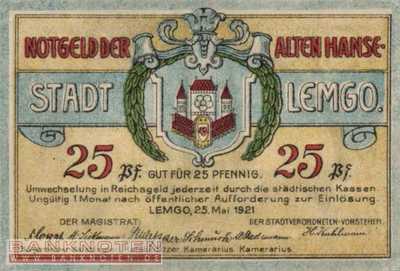 NOTGELD DER ALTEN HANSE-
STADT LEMGO.
25 Pf. GUT FÜR 25 PFENNIG. 25 Pf.
Umwechselung in Reichsgeld jederzeit durch die städtischen Kassen.
Ungültig 1 Monat nach öffentlicher Aufforderung zur Einlösung.
LEMGO, 25. Mai 1921
DER MAGISTRAT: DER STADTVERORDNETEN-VORSTEHER.
Kamerarius. Kamerarius.
BANKNOTEN
WWW.BANKNOTEN.DE